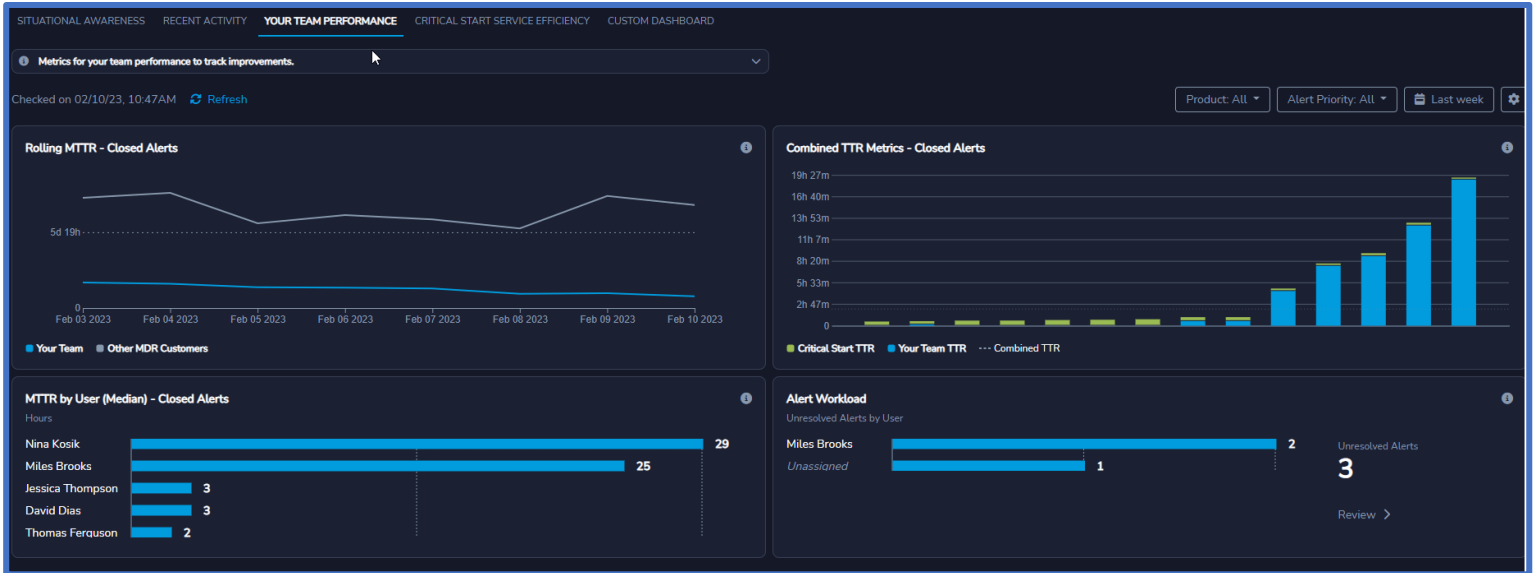 SITUATIONAL AWARENESS RECENT ACTIVITY YOUR TEAM PERFORMANCE CRITICAL START SERVICE EFFICIENCY CUSTOM DASHBOARD
Metrics for your team performance to track improvements.
Checked on 02/10/23, 10:47AM Refresh Product: All Alert Priority: All Last week
Rolling MTTR - Closed Alerts
5d 19h
0
Feb 03 2023 Feb 04 2023 Feb 05 2023 Feb 06 2023 Feb 07 2023 Feb 08 2023 Feb 09 2023 Feb 10 2023
Your Team Other MDR Customers
Combined TTR Metrics - Closed Alerts
19h 27m
16h 40m
13h 53m
11h 7m
8h 20m
5h 33m
2h 47m
0
Critical Start TTR Your Team TTR Combined TTR
MTTR by User (Median) - Closed Alerts
Hours
Nina Kosik 29
Miles Brooks 25
Jessica Thompson 3
David Dias 3
Thomas Ferguson 2
Alert Workload
Unresolved Alerts by User
Miles Brooks 2
Unassigned 1
Unresolved Alerts
3
Review